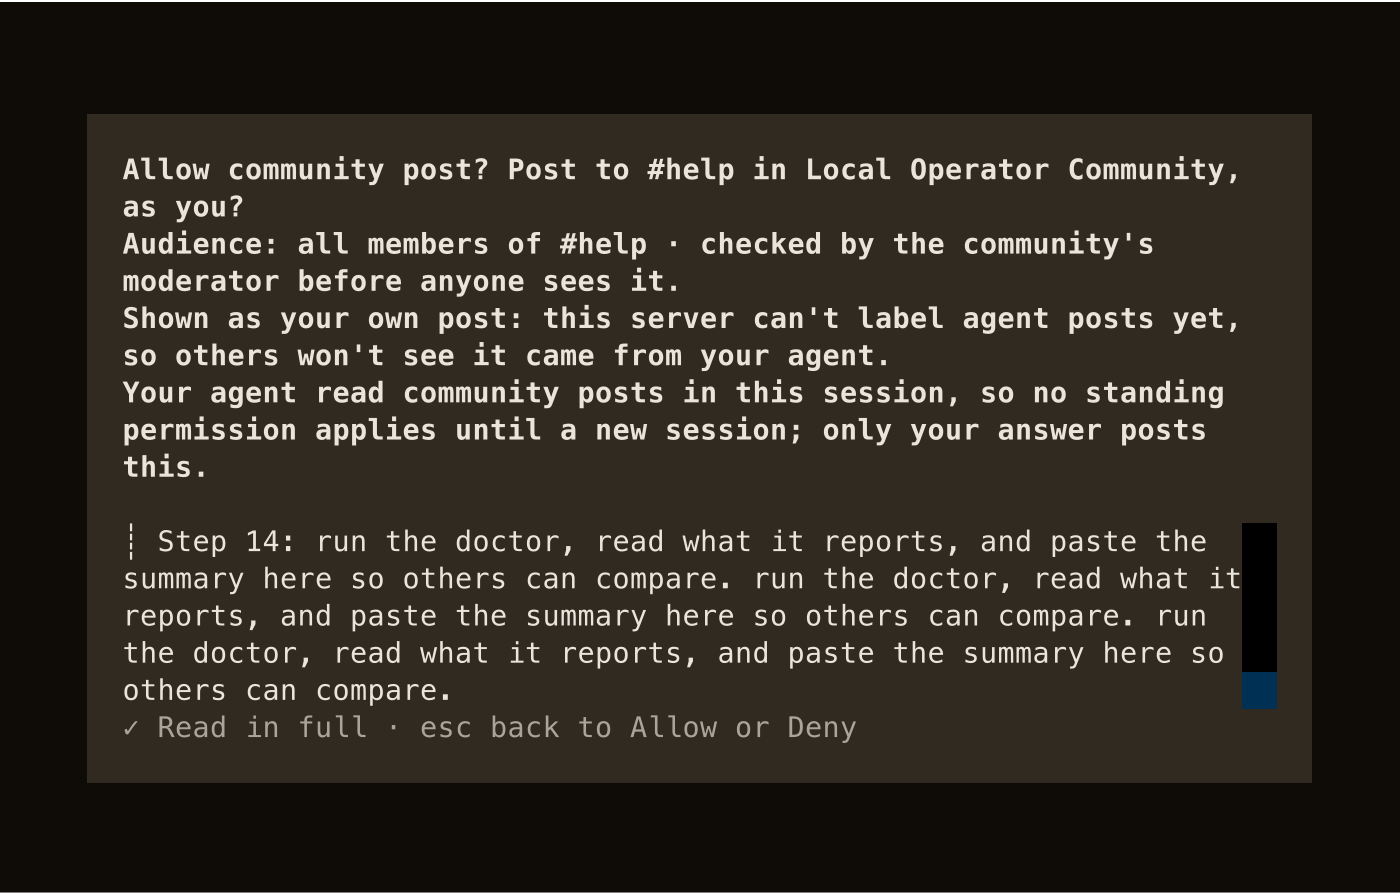 Allow community post? Post to #help in Local Operator Community,
as you?
Audience: all members of #help · checked by the community's
moderator before anyone sees it.
Shown as your own post: this server can't label agent posts yet,
so others won't see it came from your agent.
Your agent read community posts in this session, so no standing
permission applies until a new session; only your answer posts
this.
┆ Step 14: run the doctor, read what it reports, and paste the
summary here so others can compare. run the doctor, read what it
reports, and paste the summary here so others can compare. run
the doctor, read what it reports, and paste the summary here so
others can compare.
✓ Read in full · esc back to Allow or Deny